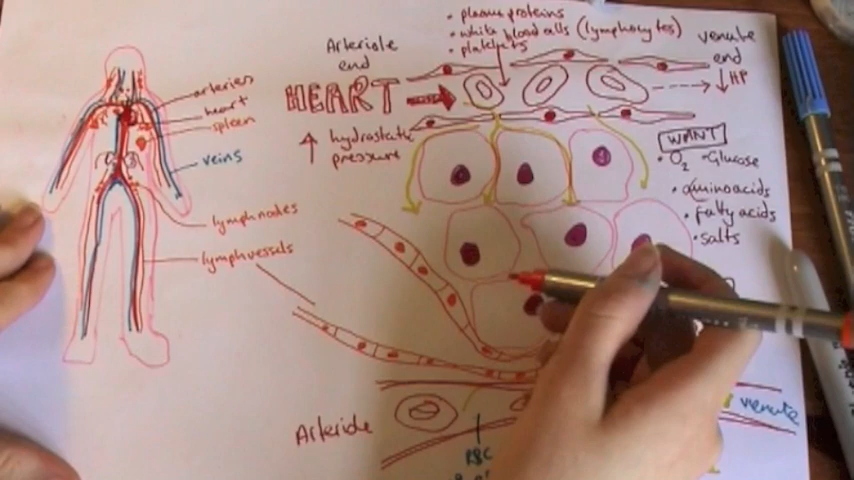 • plasma proteins
• white blood cells (lymphocytes)
• platelets
Arteriole
end
venule
end
HEART
↓HP
↑ hydrostatic
pressure
WANT
• O₂ • Glucose
• aminoacids
• fatty acids
• salts
arteries
heart
spleen
veins
lymph nodes
lymph vessels
Arteriole
RBC
venule